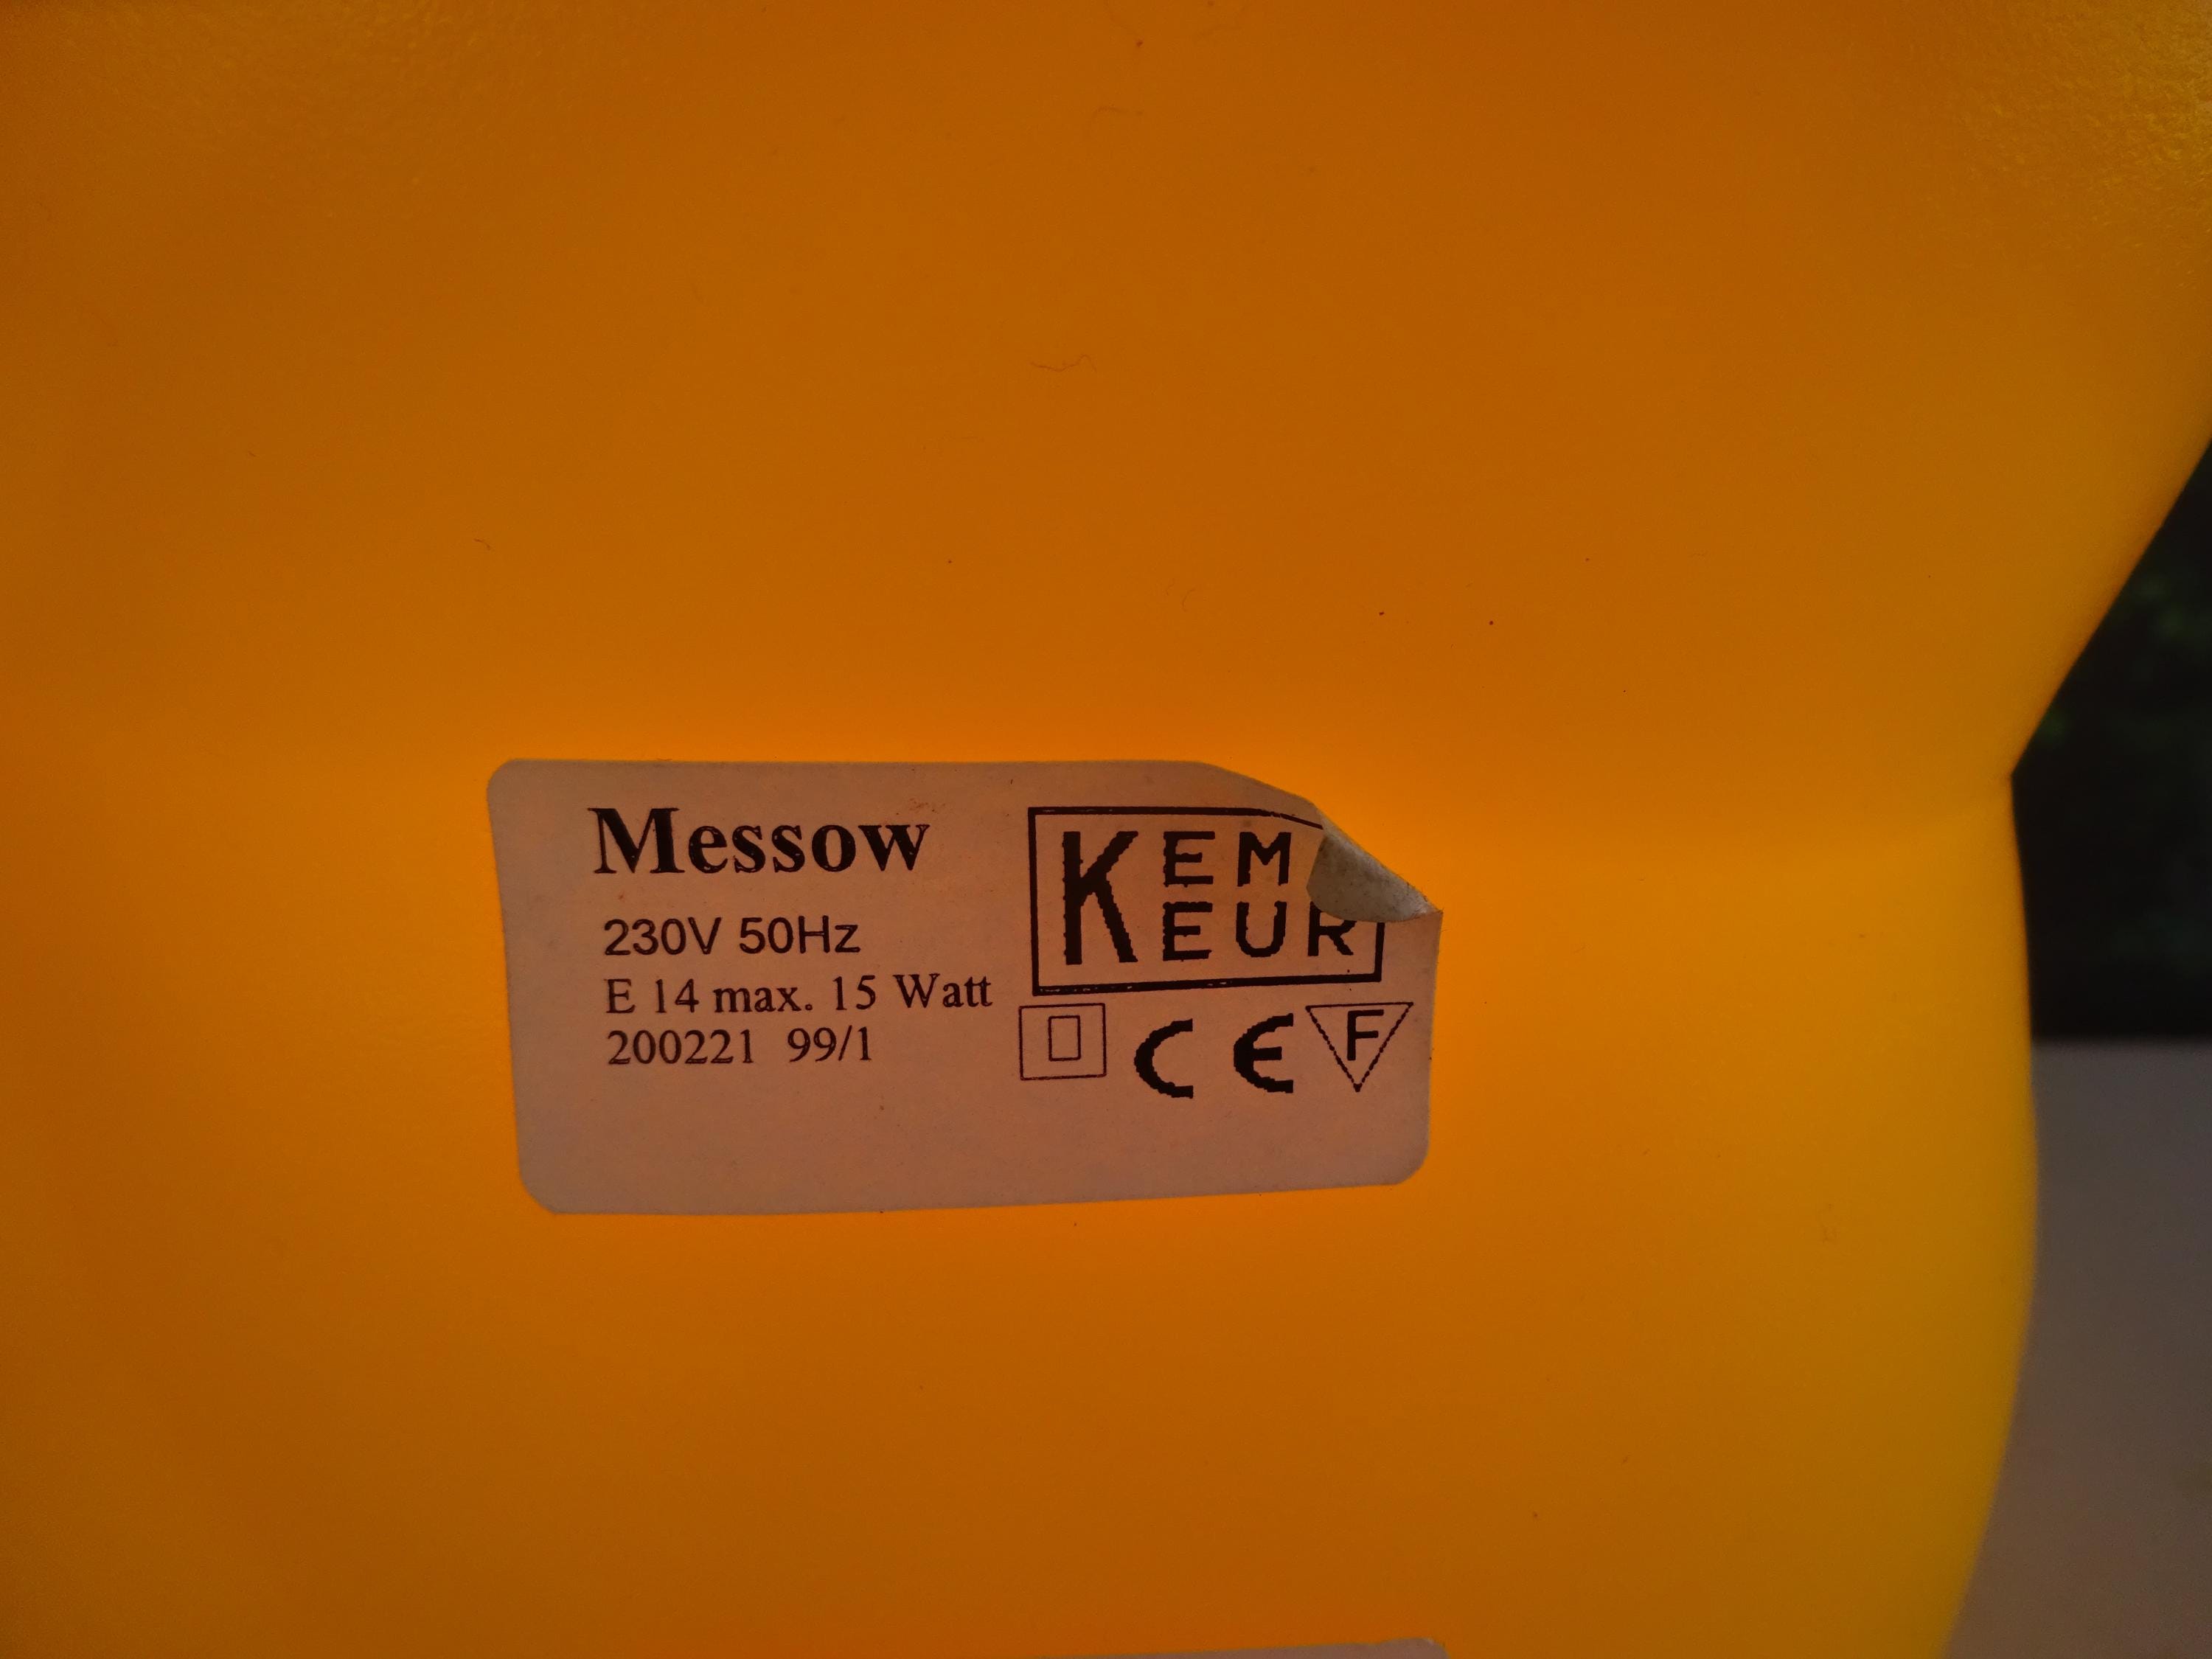 Messow
230V 50Hz
E 14 max. 15 Watt
200221 99/1
KEM
EUR
CE
F